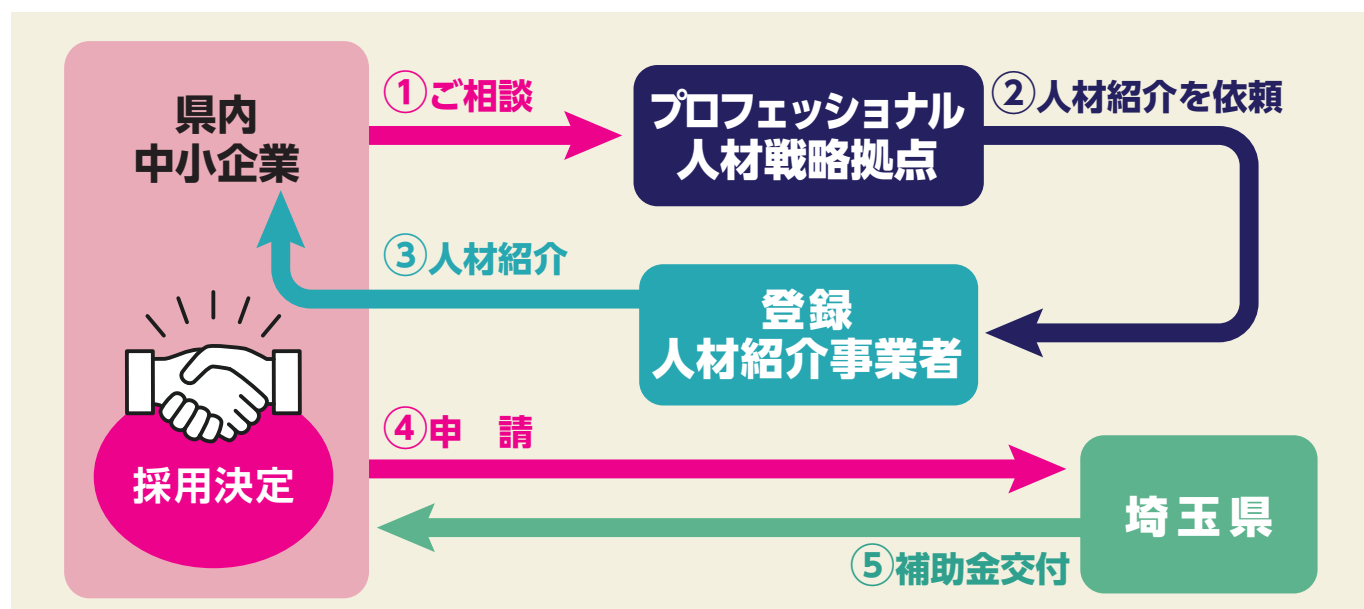 県内
中小企業
①ご相談
プロフェッショナル
人材戦略拠点
②人材紹介を依頼
③人材紹介
登録
人材紹介事業者
採用決定
④申　請
埼玉県
⑤補助金交付